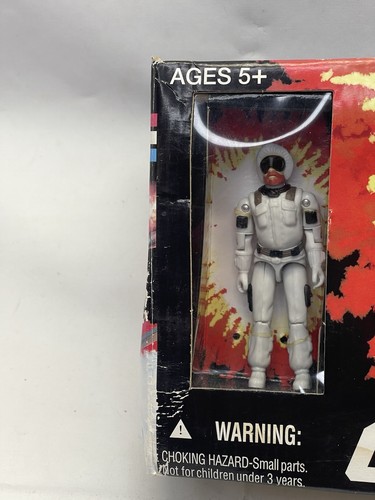 AGES 5+
WARNING:
CHOKING HAZARD-Small parts.
Not for children under 3 years.